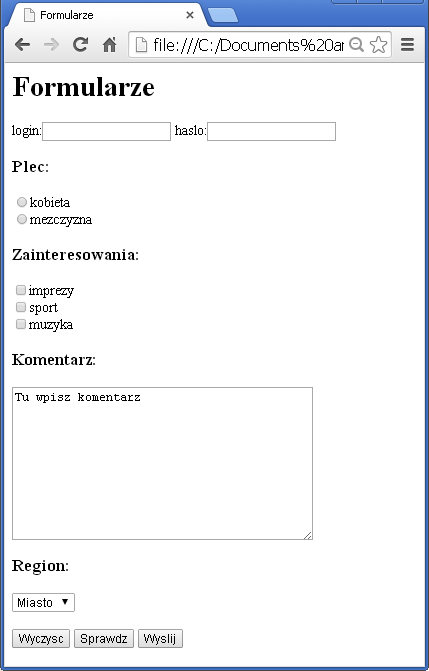 Formularze
file:///C:/Documents%20ar
Formularze
login: haslo:
Plec:
kobieta
mezczyzna
Zainteresowania:
imprezy
sport
muzyka
Komentarz:
Tu wpisz komentarz
Region:
Miasto
Wyczysc Sprawdz Wyslij